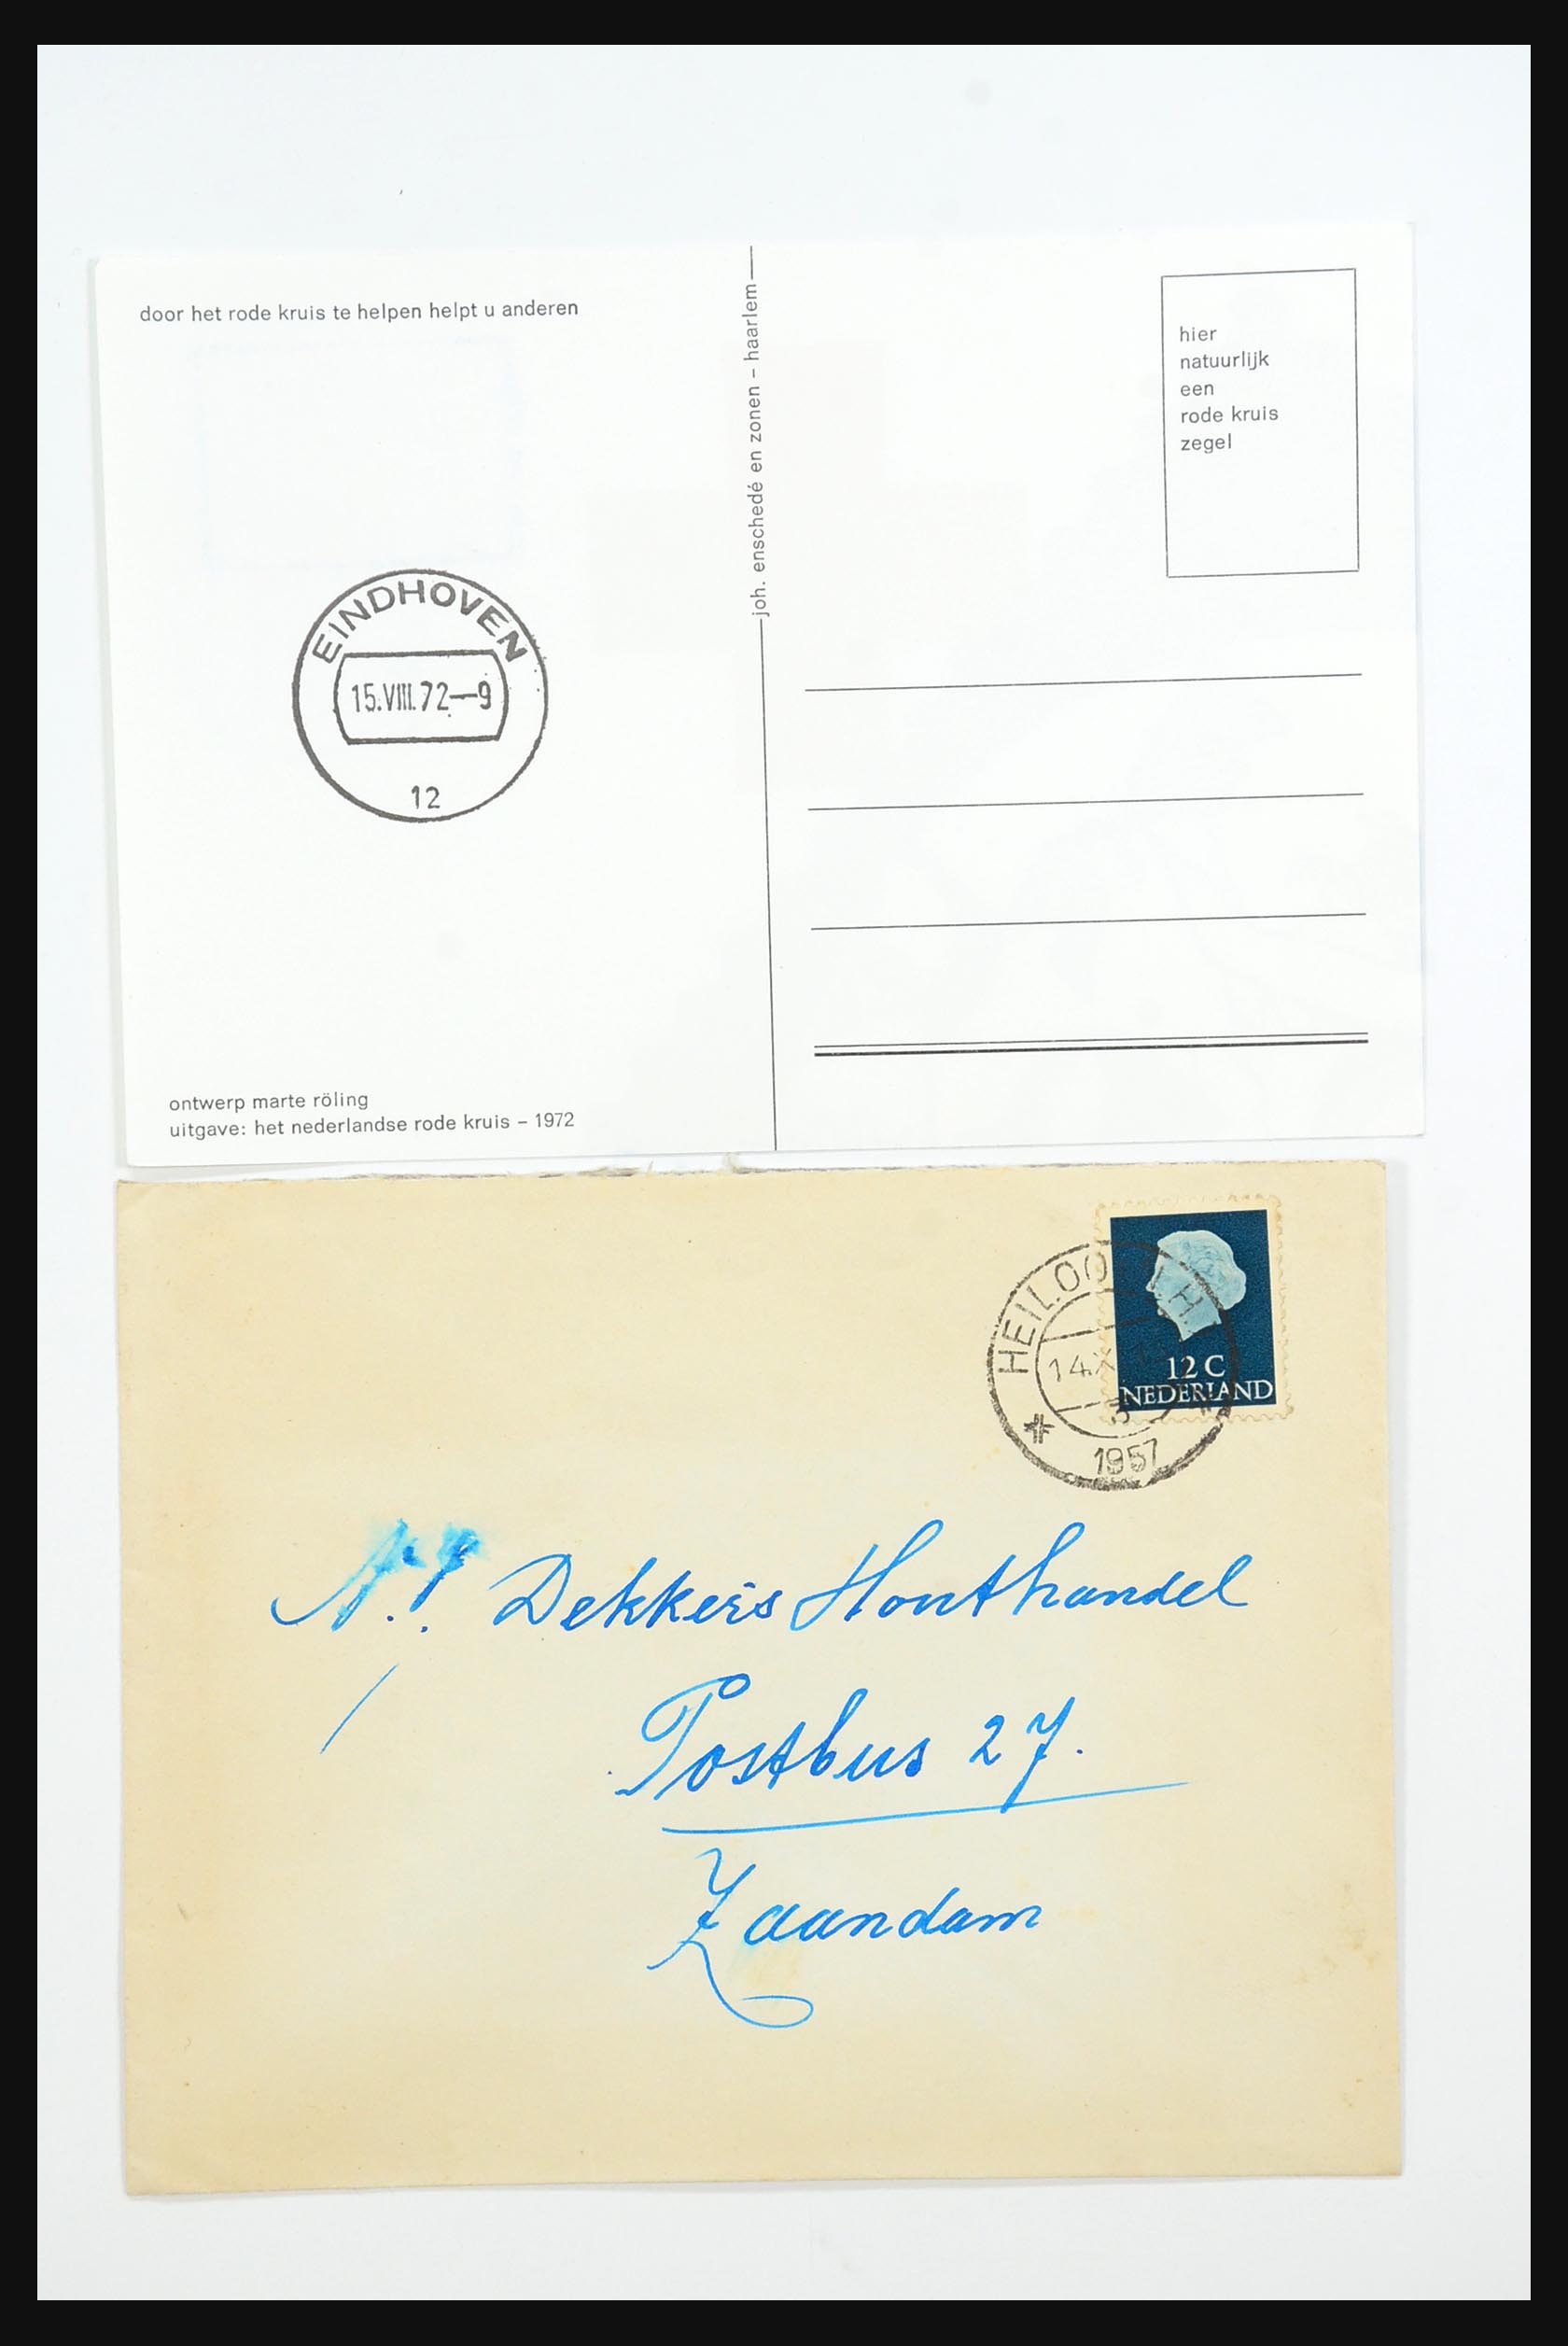 door het rode kruis te helpen helpt u anderen
joh. enschedé en zonen – haarlem
hier
natuurlijk
een
rode kruis
zegel
EINDHOVEN
15.VIII.72–9
12
ontwerp marte röling
uitgave: het nederlandse rode kruis – 1972
12 C
NEDERLAND
14.X
1957
Dekkers Houthandel
Postbus 27.
Zaandam